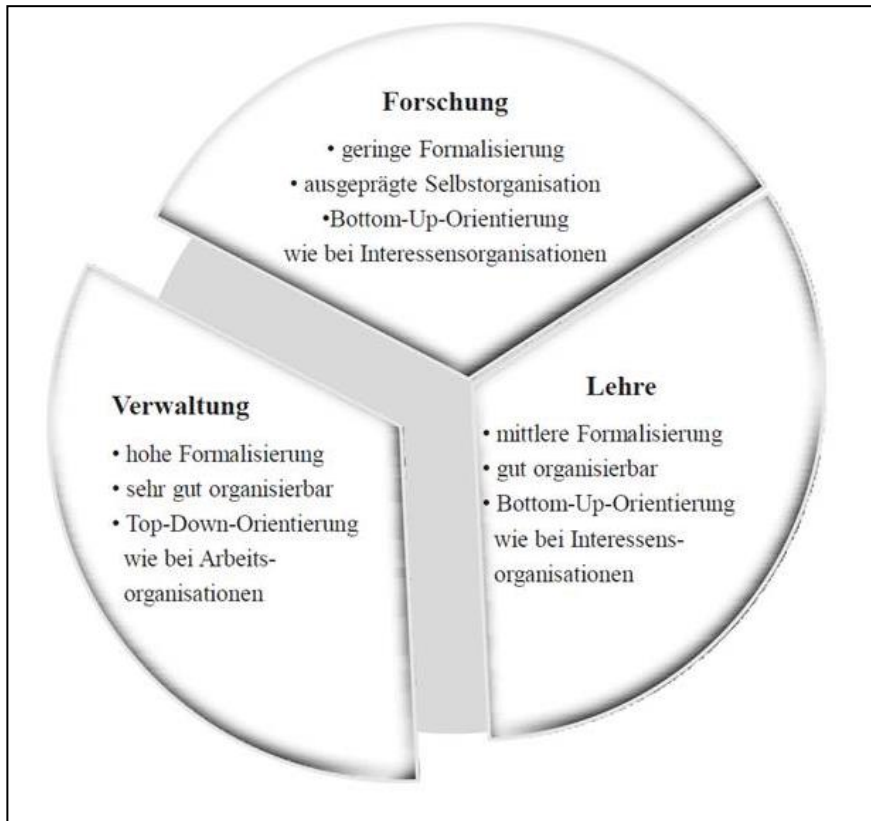 Forschung
• geringe Formalisierung
• ausgeprägte Selbstorganisation
•Bottom-Up-Orientierung
wie bei Interessensorganisationen
Verwaltung
• hohe Formalisierung
• sehr gut organisierbar
• Top-Down-Orientierung
wie bei Arbeits-
organisationen
Lehre
• mittlere Formalisierung
• gut organisierbar
• Bottom-Up-Orientierung
wie bei Interessens-
organisationen